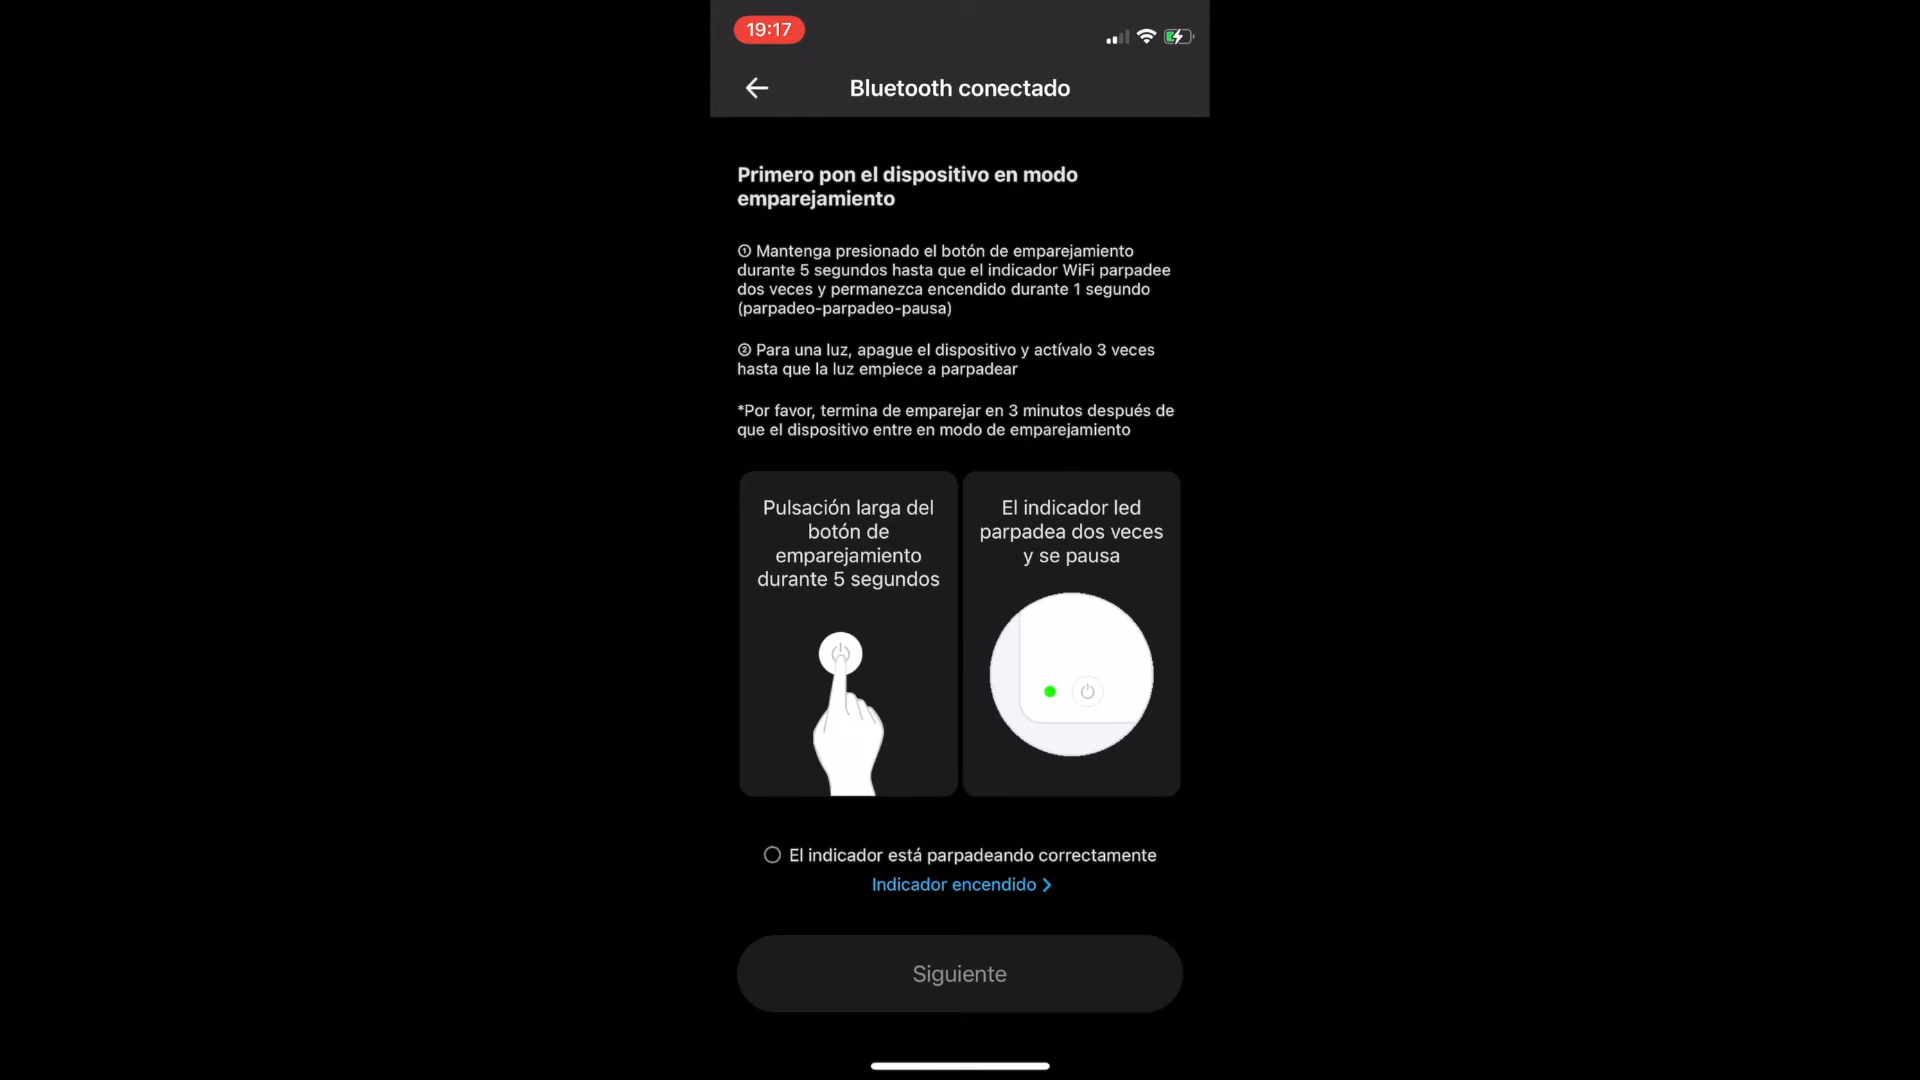 19:17
Bluetooth conectado
Primero pon el dispositivo en modo
emparejamiento
① Mantenga presionado el botón de emparejamiento
durante 5 segundos hasta que el indicador WiFi parpadee
dos veces y permanezca encendido durante 1 segundo
(parpadeo-parpadeo-pausa)
② Para una luz, apague el dispositivo y actívalo 3 veces
hasta que la luz empiece a parpadear
*Por favor, termina de emparejar en 3 minutos después de
que el dispositivo entre en modo de emparejamiento
Pulsación larga del
botón de
emparejamiento
durante 5 segundos
El indicador led
parpadea dos veces
y se pausa
El indicador está parpadeando correctamente
Indicador encendido
Siguiente